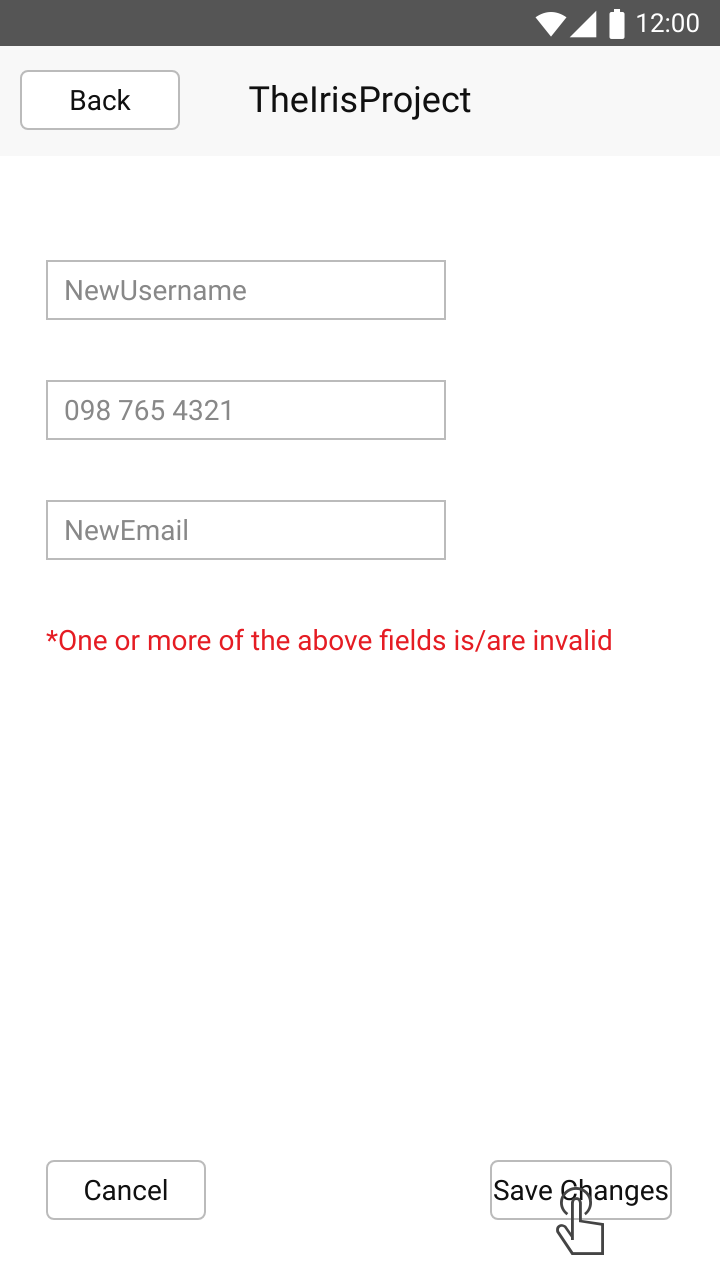 12:00
Back
TheIrisProject
NewUsername
098 765 4321
NewEmail
*One or more of the above fields is/are invalid
Cancel
Save Changes